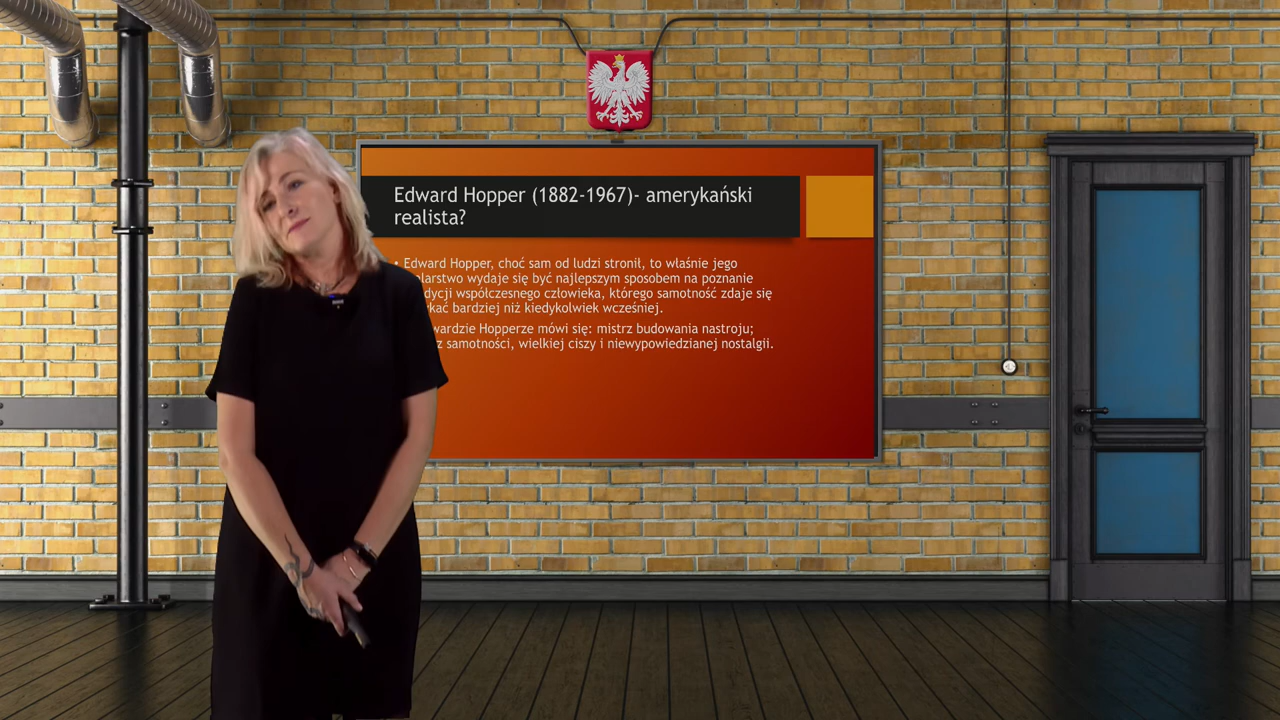 Edward Hopper (1882-1967)- amerykański
realista?
• Edward Hopper, choć sam od ludzi stronił, to właśnie jego
wydaje się być najlepszym sposobem na poznanie
współczesnego człowieka, którego samotność zdaje się
bardziej niż kiedykolwiek wcześniej.
Hopperze mówi się: mistrz budowania nastroju;
samotności, wielkiej ciszy i niewypowiedzianej nostalgii.